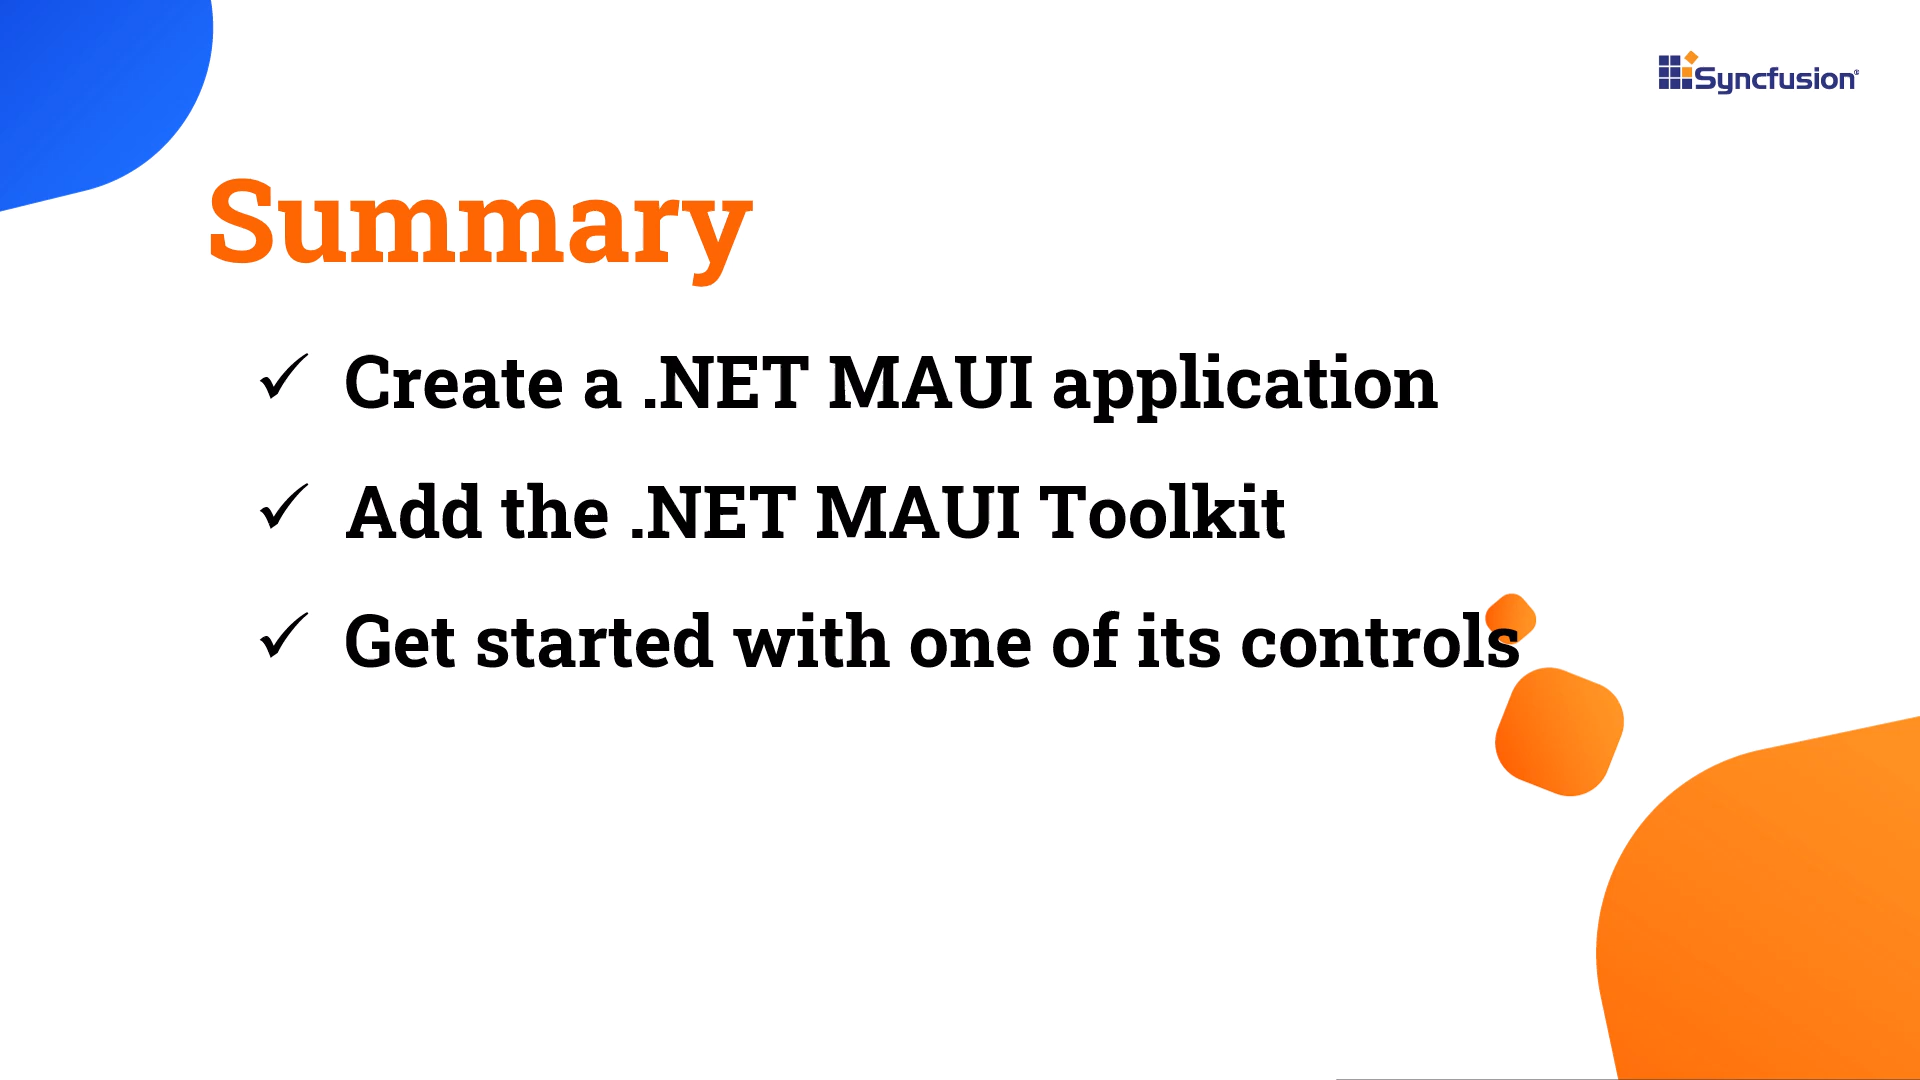 Syncfusion®
Summary
✓ Create a .NET MAUI application
✓ Add the .NET MAUI Toolkit
✓ Get started with one of its controls